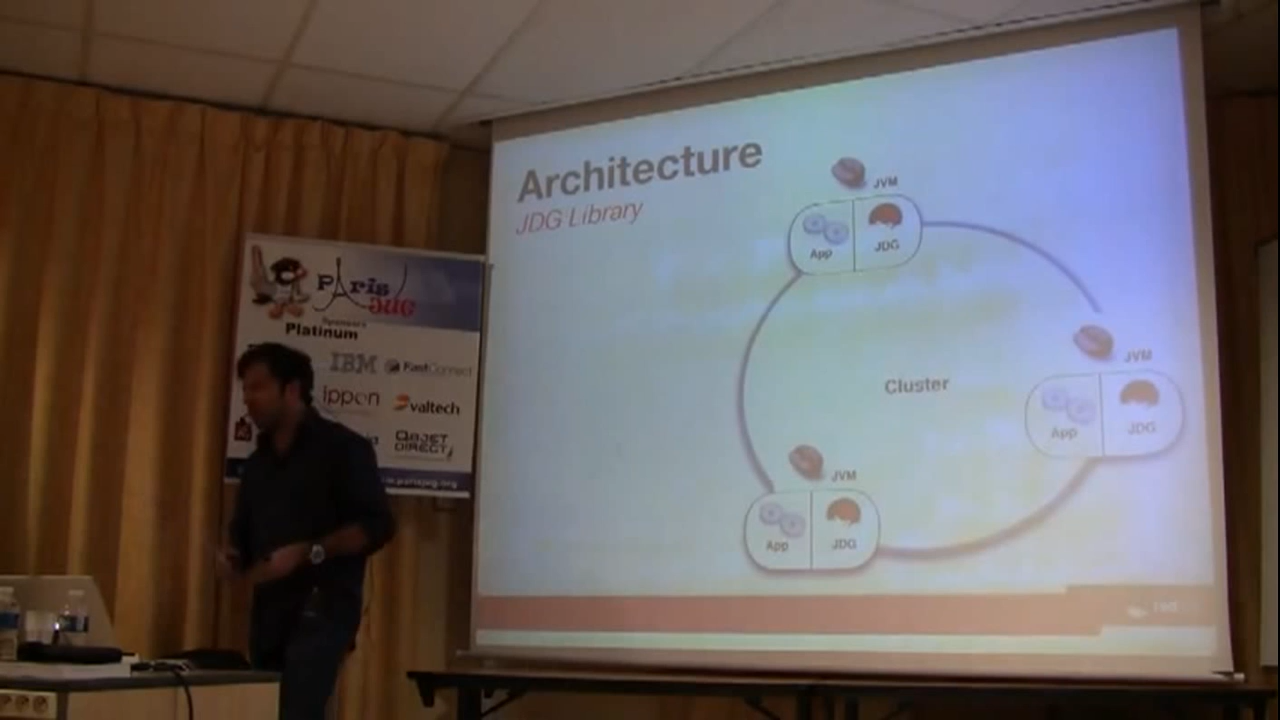 Architecture
JDG Library
JVM
App
JDG
JVM
App
JDG
Cluster
JVM
App
JDG
Paris
JUG
Sponsors
Platinum
IBM
FastConnect
ippon
valtech
OBJET
DIRECT